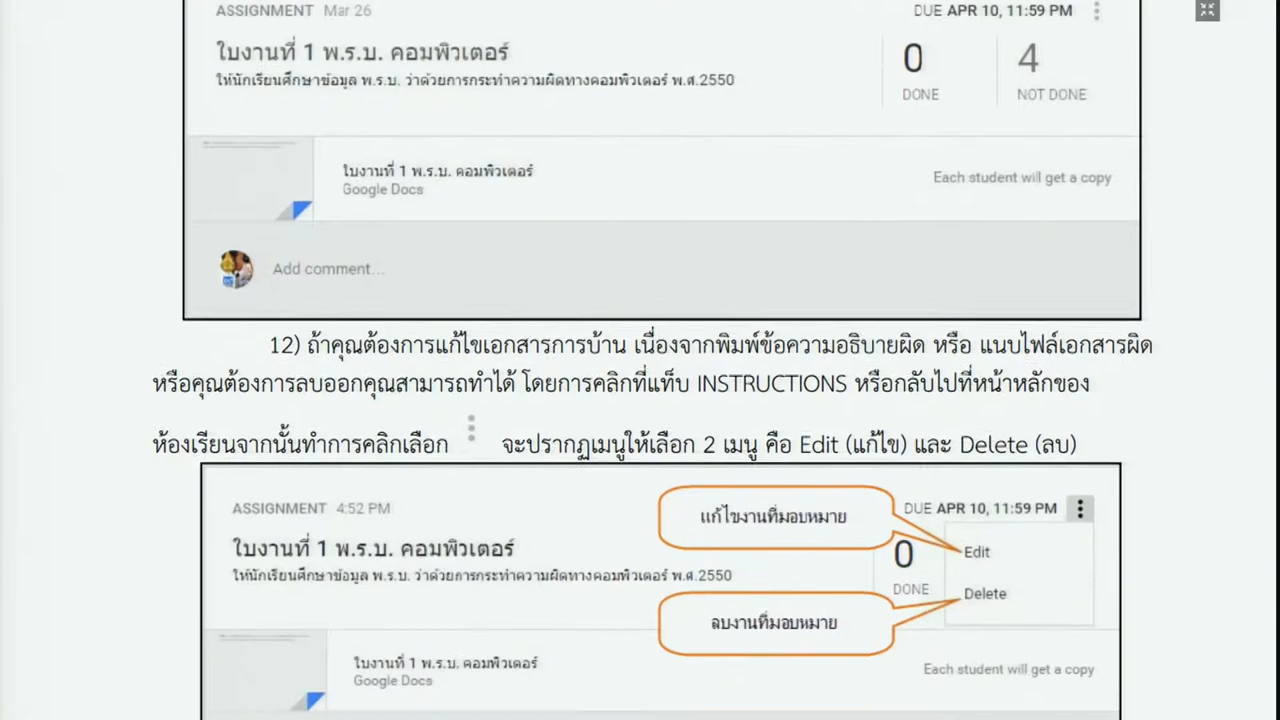 ASSIGNMENT Mar 26
DUE APR 10, 11:59 PM
ใบงานที่ 1 พ.ร.บ. คอมพิวเตอร์
ให้นักเรียนศึกษาข้อมูล พ.ร.บ. ว่าด้วยการกระทำความผิดทางคอมพิวเตอร์ พ.ศ.2550
0
DONE
4
NOT DONE
ใบงานที่ 1 พ.ร.บ. คอมพิวเตอร์
Google Docs
Each student will get a copy
Add comment...
12) ถ้าคุณต้องการแก้ไขเอกสารการบ้าน เนื่องจากพิมพ์ข้อความอธิบายผิด หรือ แนบไฟล์เอกสารผิด
หรือคุณต้องการลบออกคุณสามารถทำได้ โดยการคลิกที่แท็บ INSTRUCTIONS หรือกลับไปที่หน้าหลักของ
ห้องเรียนจากนั้นทำการคลิกเลือก จะปรากฏเมนูให้เลือก 2 เมนู คือ Edit (แก้ไข) และ Delete (ลบ)
ASSIGNMENT 4:52 PM
แก้ไขงานที่มอบหมาย
DUE APR 10, 11:59 PM
ใบงานที่ 1 พ.ร.บ. คอมพิวเตอร์
ให้นักเรียนศึกษาข้อมูล พ.ร.บ. ว่าด้วยการกระทำความผิดทางคอมพิวเตอร์ พ.ศ.2550
0
DONE
Edit
Delete
ลบงานที่มอบหมาย
ใบงานที่ 1 พ.ร.บ. คอมพิวเตอร์
Google Docs
Each student will get a copy